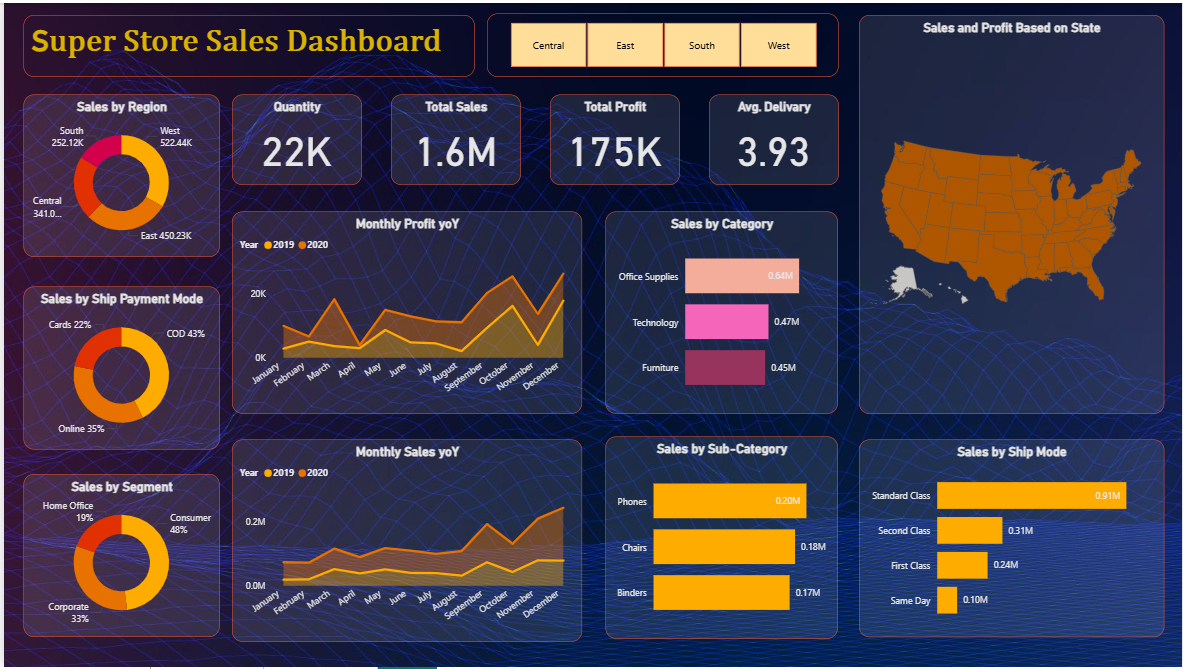 Super Store Sales Dashboard
Central East South West
Sales and Profit Based on State
Sales by Region
South
252.12K
West
522.44K
Central
341.0...
East 450.23K
Quantity
22K
Total Sales
1.6M
Total Profit
175K
Avg. Delivary
3.93
Monthly Profit yoY
Year 2019 2020
20K
0K
January February March April May June July August September October November December
Sales by Category
Office Supplies 0.64M
Technology 0.47M
Furniture 0.45M
Sales by Ship Payment Mode
Cards 22%
COD 43%
Online 35%
Monthly Sales yoY
Year 2019 2020
0.2M
0.0M
January February March April May June July August September October November December
Sales by Sub-Category
Phones 0.20M
Chairs 0.18M
Binders 0.17M
Sales by Ship Mode
Standard Class 0.91M
Second Class 0.31M
First Class 0.24M
Same Day 0.10M
Sales by Segment
Home Office
19%
Consumer
48%
Corporate
33%